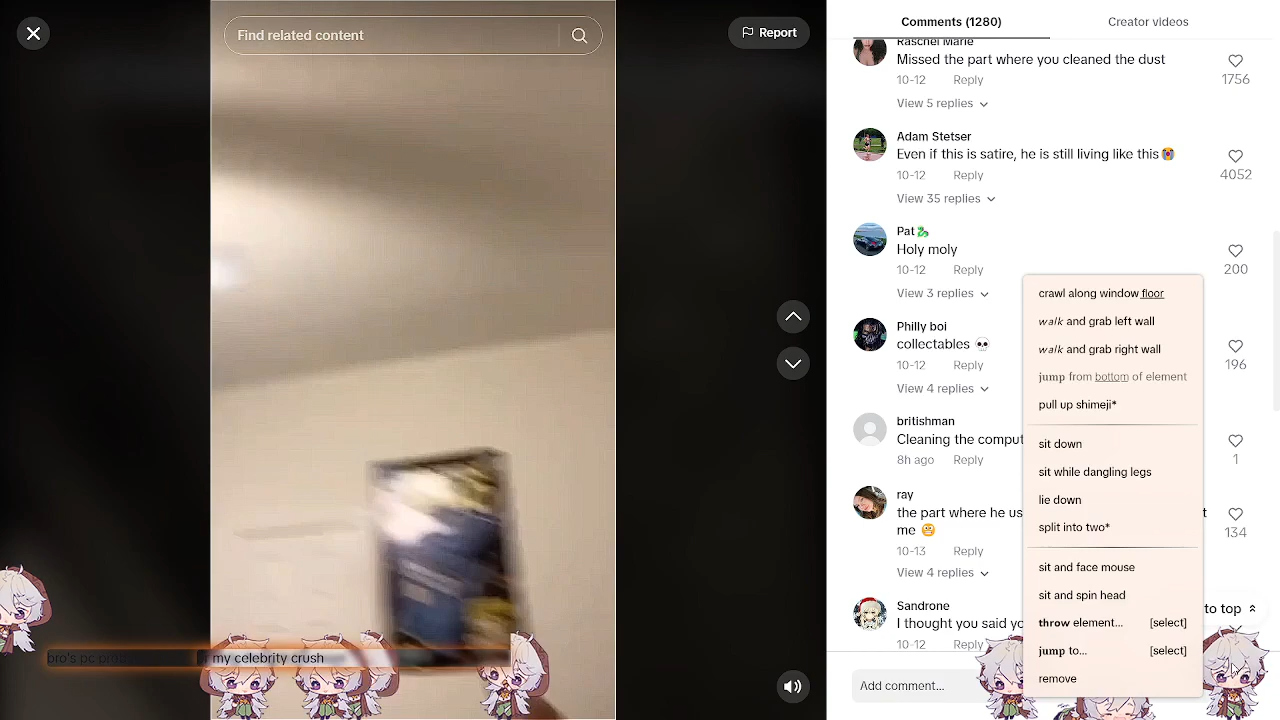 Find related content
Report
Comments (1280)
Creator videos
Raschel Marie
Missed the part where you cleaned the dust
1756
10-12 Reply
View 5 replies
Adam Stetser
Even if this is satire, he is still living like this😭
4052
10-12 Reply
View 35 replies
Pat🐉
Holy moly
200
10-12 Reply
View 3 replies
Philly boi
collectables 💀
196
10-12 Reply
View 4 replies
britishman
Cleaning the comput
1
8h ago Reply
ray
the part where he us
me 😬
134
10-13 Reply
View 4 replies
Sandrone
I thought you said yo
10-12 Reply
to top
Add comment...
crawl along window floor
walk and grab left wall
walk and grab right wall
jump from bottom of element
pull up shimeji*
sit down
sit while dangling legs
lie down
split into two*
sit and face mouse
sit and spin head
throw element... [select]
jump to... [select]
remove
bro's pc
my celebrity crush